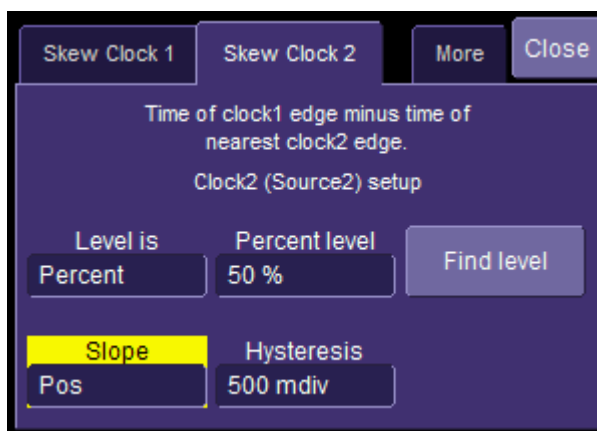 Skew Clock 1 Skew Clock 2 More Close
Time of clock1 edge minus time of
nearest clock2 edge.
Clock2 (Source2) setup
Level is Percent level
Percent 50 % Find level
Slope Hysteresis
Pos 500 mdiv